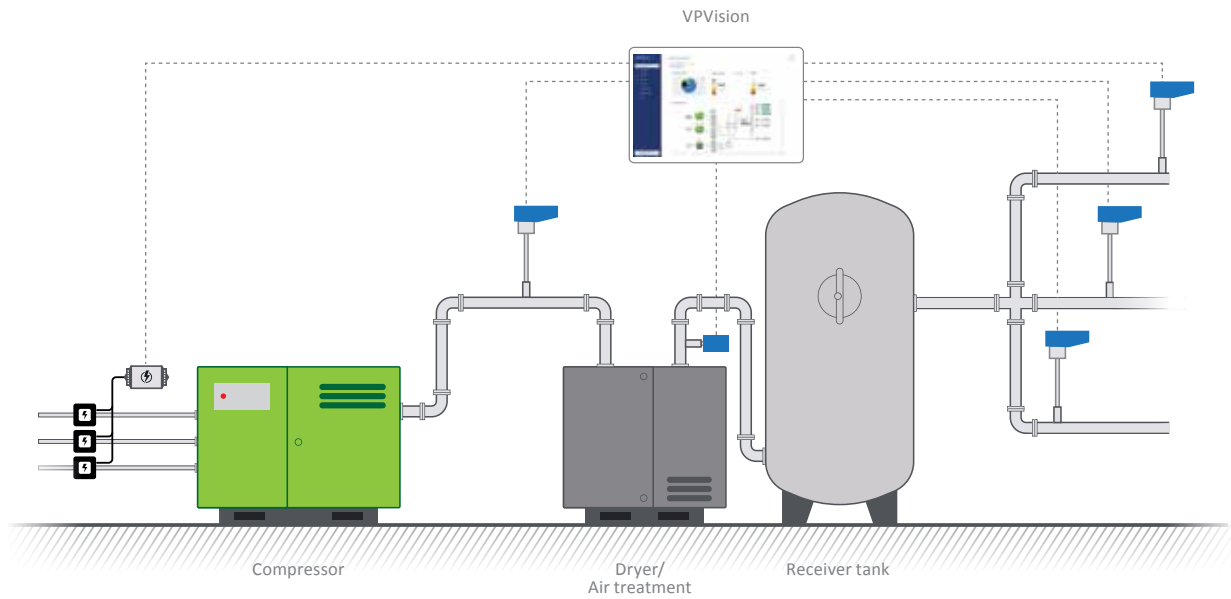 VPVision
Compressor
Dryer/
Air treatment
Receiver tank